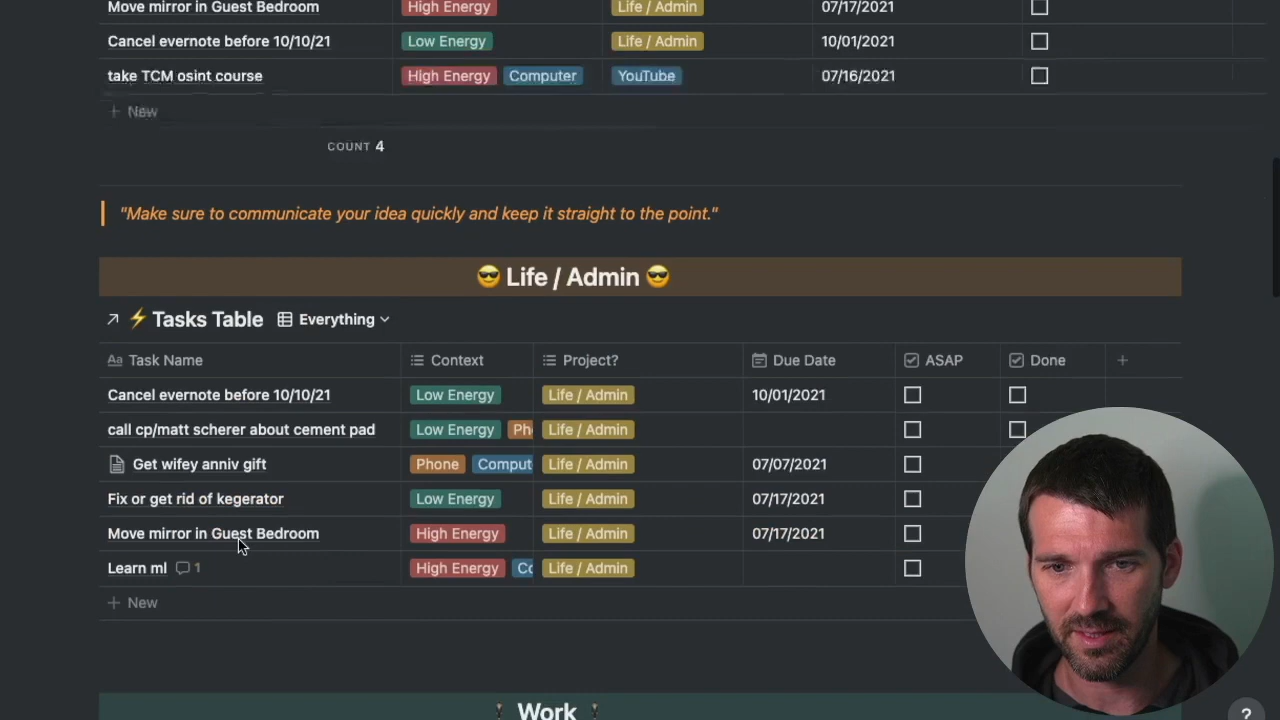 Move mirror in Guest Bedroom High Energy Life / Admin 07/17/2021
Cancel evernote before 10/10/21 Low Energy Life / Admin 10/01/2021
take TCM osint course High Energy Computer YouTube 07/16/2021
+ New
COUNT 4
"Make sure to communicate your idea quickly and keep it straight to the point."
😎 Life / Admin 😎
↗ ⚡ Tasks Table Everything
Aa Task Name Context Project? Due Date ASAP Done +
Cancel evernote before 10/10/21 Low Energy Life / Admin 10/01/2021
call cp/matt scherer about cement pad Low Energy Ph Life / Admin
Get wifey anniv gift Phone Comput Life / Admin 07/07/2021
Fix or get rid of kegerator Low Energy Life / Admin 07/17/2021
Move mirror in Guest Bedroom High Energy Life / Admin 07/17/2021
Learn ml 1 High Energy Co Life / Admin
+ New
Work
?